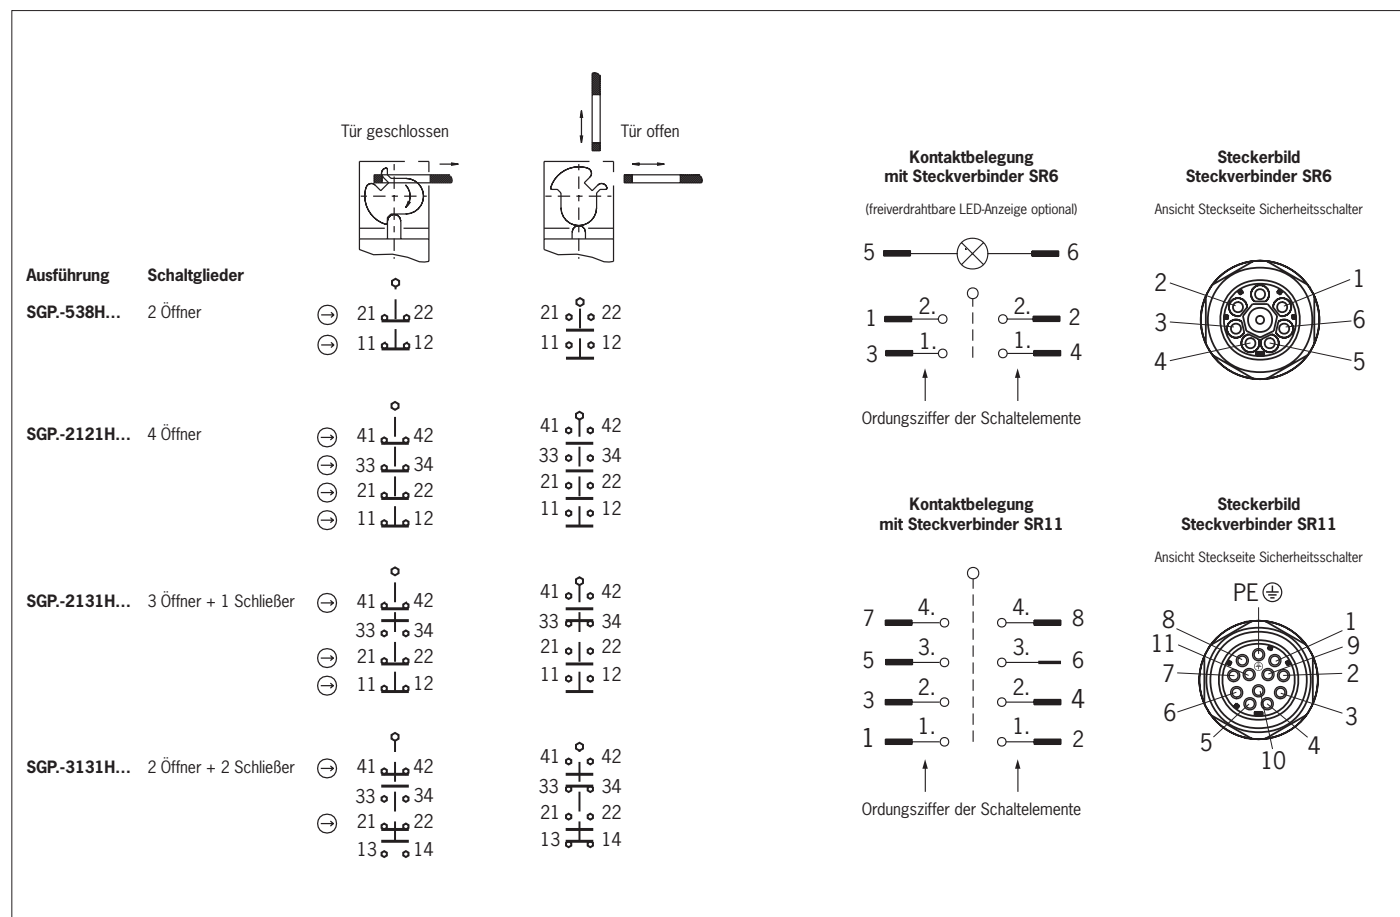 Tür geschlossen
Tür offen
Ausführung Schaltglieder
SGP.-538H... 2 Öffner
21 22 21 22
11 12 11 12
SGP.-2121H... 4 Öffner
41 42 41 42
33 34 33 34
21 22 21 22
11 12 11 12
SGP.-2131H... 3 Öffner + 1 Schließer
41 42 41 42
33 34 33 34
21 22 21 22
11 12 11 12
SGP.-3131H... 2 Öffner + 2 Schließer
41 42 41 42
33 34 33 34
21 22 21 22
13 14 13 14
Kontaktbelegung
mit Steckverbinder SR6
(freiverdrahtbare LED-Anzeige optional)
5 6
1 2. 2. 2
3 1. 1. 4
Ordungsziffer der Schaltelemente
Steckerbild
Steckverbinder SR6
Ansicht Steckseite Sicherheitsschalter
2 1
3 6
4 5
Kontaktbelegung
mit Steckverbinder SR11
7 4. 4. 8
5 3. 3. 6
3 2. 2. 4
1 1. 1. 2
Ordungsziffer der Schaltelemente
Steckerbild
Steckverbinder SR11
Ansicht Steckseite Sicherheitsschalter
PE
8 1
11 9
7 2
6 3
5 4
10